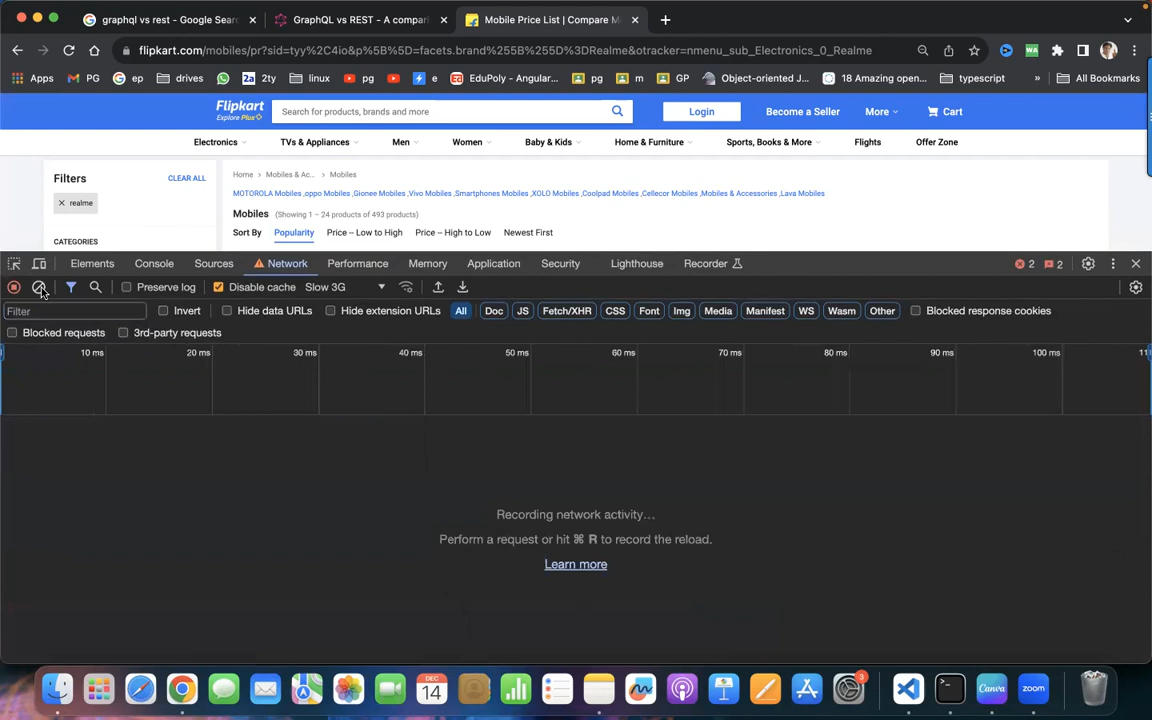 graphql vs rest - Google Sear
GraphQL vs REST - A compari
Mobile Price List | Compare M
flipkart.com/mobiles/pr?sid=tyy%2C4io&p%5B%5D=facets.brand%255B%255D%3DRealme&otracker=nmenu_sub_Electronics_0_Realme
Apps
PG
ep
drives
2ty
linux
pg
e
EduPoly - Angular...
pg
m
GP
Object-oriented J...
18 Amazing open...
typescript
»
All Bookmarks
Flipkart
Explore Plus
Search for products, brands and more
Login
Become a Seller
More
Cart
Electronics
TVs & Appliances
Men
Women
Baby & Kids
Home & Furniture
Sports, Books & More
Flights
Offer Zone
Filters
CLEAR ALL
realme
CATEGORIES
Home
Mobiles & Ac...
Mobiles
MOTOROLA Mobiles ,oppo Mobiles ,Gionee Mobiles ,Vivo Mobiles ,Smartphones Mobiles ,XOLO Mobiles ,Coolpad Mobiles ,Cellecor Mobiles ,Mobiles & Accessories ,Lava Mobiles
Mobiles (Showing 1 – 24 products of 493 products)
Sort By Popularity Price -- Low to High Price -- High to Low Newest First
Elements Console Sources Network Performance Memory Application Security Lighthouse Recorder 2 2
Preserve log Disable cache Slow 3G
Filter Invert Hide data URLs Hide extension URLs All Doc JS Fetch/XHR CSS Font Img Media Manifest WS Wasm Other Blocked response cookies
Blocked requests 3rd-party requests
10 ms 20 ms 30 ms 40 ms 50 ms 60 ms 70 ms 80 ms 90 ms 100 ms
Recording network activity…
Perform a request or hit ⌘ R to record the reload.
Learn more
DEC
14
3
Canva
zoom